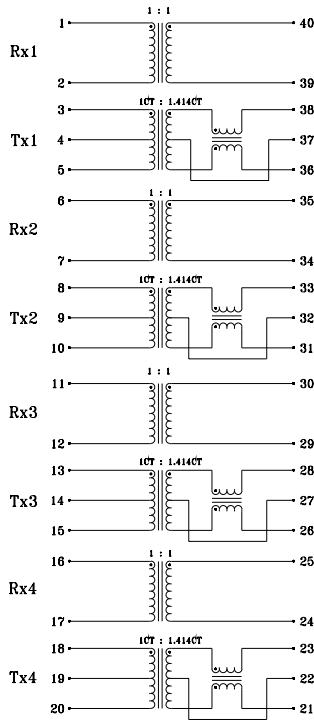 1 : 1
1 40
Rx1
2 39
1CT : 1.414CT
3 38
Tx1 4 37
5 36
1 : 1
6 35
Rx2
7 34
1CT : 1.414CT
8 33
Tx2 9 32
10 31
1 : 1
11 30
Rx3
12 29
1CT : 1.414CT
13 28
Tx3 14 27
15 26
1 : 1
16 25
Rx4
17 24
1CT : 1.414CT
18 23
Tx4 19 22
20 21